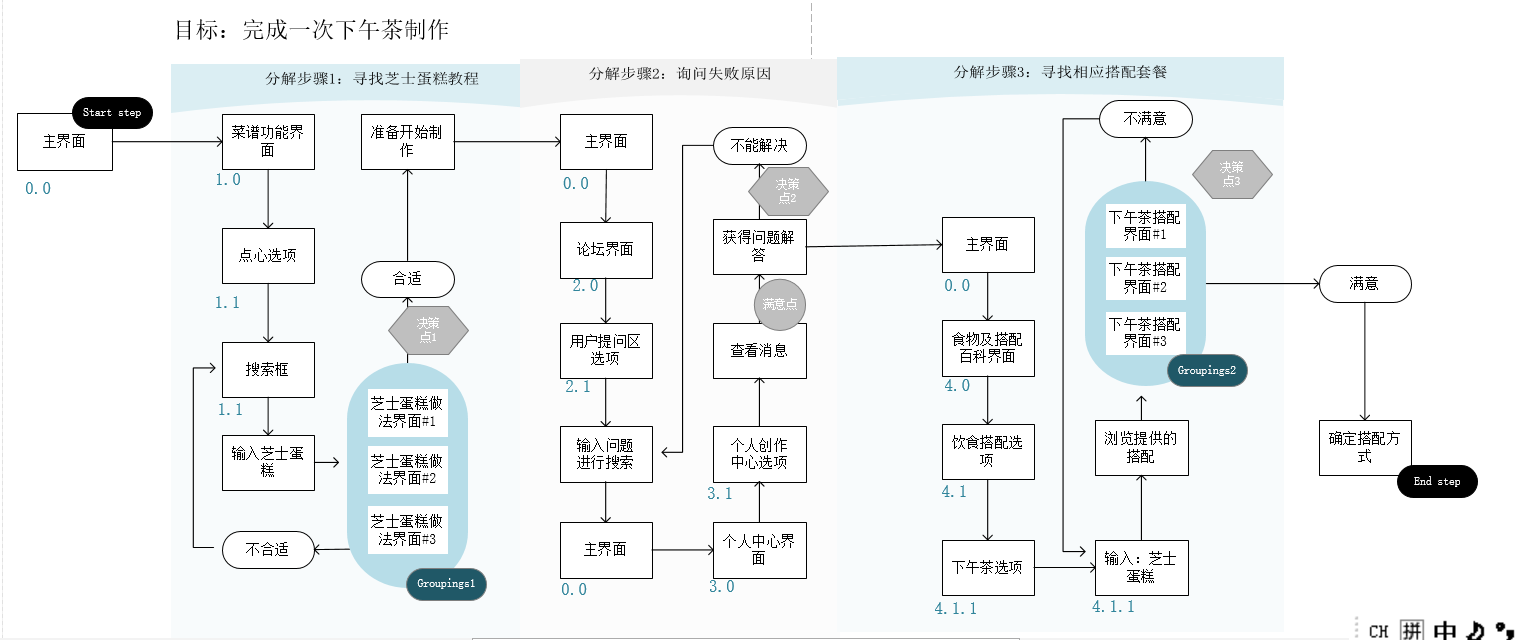 目标：完成一次下午茶制作
分解步骤1：寻找芝士蛋糕教程
分解步骤2：询问失败原因
分解步骤3：寻找相应搭配套餐
Start step
主界面
0.0
菜谱功能界
面
1.0
点心选项
1.1
搜索框
1.1
输入芝士蛋
糕
不合适
准备开始制
作
合适
决策
点1
芝士蛋糕做
法界面#1
芝士蛋糕做
法界面#2
芝士蛋糕做
法界面#3
Groupings1
主界面
0.0
论坛界面
2.0
用户提问区
选项
2.1
输入问题
进行搜索
主界面
0.0
不能解决
决策
点2
获得问题解
答
满意点
查看消息
个人创作
中心选项
3.1
个人中心界
面
3.0
主界面
0.0
食物及搭配
百科界面
4.0
饮食搭配选
项
4.1
下午茶选项
4.1.1
不满意
决策
点3
下午茶搭配
界面#1
下午茶搭配
界面#2
下午茶搭配
界面#3
Groupings2
浏览提供的
搭配
输入：芝士
蛋糕
4.1.1
满意
确定搭配方
式
End step
CH 拼 中